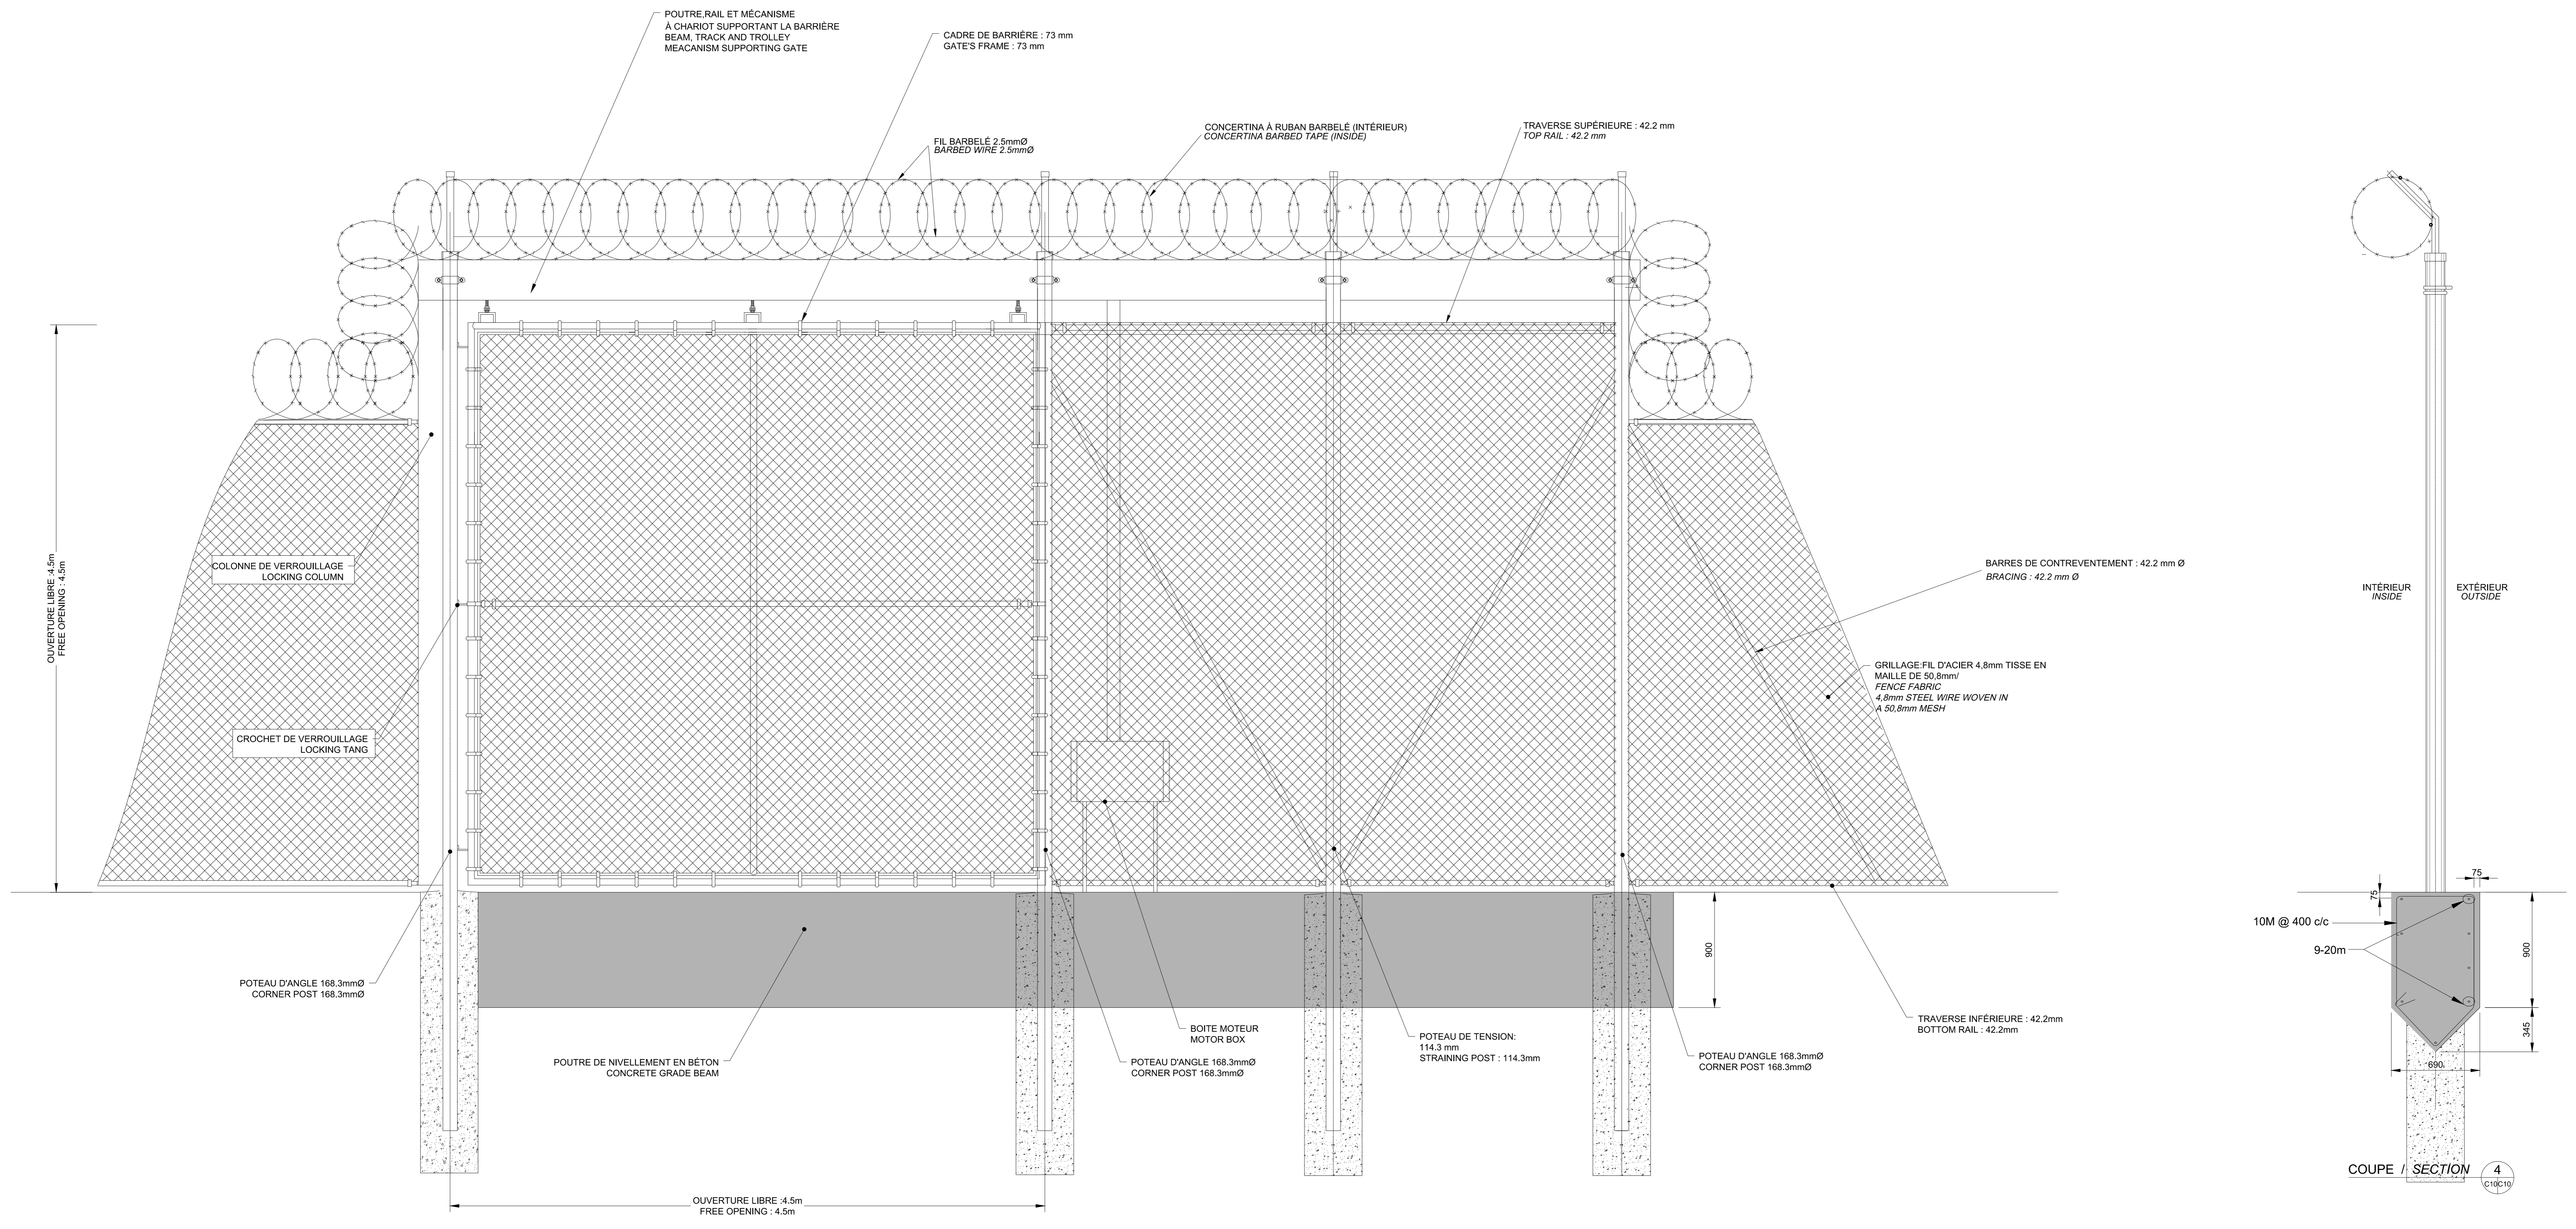 POUTRE,RAIL ET MÉCANISME
À CHARIOT SUPPORTANT LA BARRIÈRE
BEAM, TRACK AND TROLLEY
MEACANISM SUPPORTING GATE
CADRE DE BARRIÈRE : 73 mm
GATE'S FRAME : 73 mm
FIL BARBELÉ 2.5mmØ
BARBED WIRE 2.5mmØ
CONCERTINA À RUBAN BARBELÉ (INTÉRIEUR)
CONCERTINA BARBED TAPE (INSIDE)
TRAVERSE SUPÉRIEURE : 42.2 mm
TOP RAIL : 42.2 mm
OUVERTURE LIBRE :4.5m
FREE OPENING : 4.5m
COLONNE DE VERROUILLAGE
LOCKING COLUMN
CROCHET DE VERROUILLAGE
LOCKING TANG
BARRES DE CONTREVENTEMENT : 42.2 mm Ø
BRACING : 42.2 mm Ø
GRILLAGE:FIL D'ACIER 4,8mm TISSE EN
MAILLE DE 50,8mm/
FENCE FABRIC
4,8mm STEEL WIRE WOVEN IN
A 50,8mm MESH
INTÉRIEUR
INSIDE
EXTÉRIEUR
OUTSIDE
POTEAU D'ANGLE 168.3mmØ
CORNER POST 168.3mmØ
POUTRE DE NIVELLEMENT EN BÉTON
CONCRETE GRADE BEAM
BOITE MOTEUR
MOTOR BOX
POTEAU D'ANGLE 168.3mmØ
CORNER POST 168.3mmØ
POTEAU DE TENSION:
114.3 mm
STRAINING POST : 114.3mm
POTEAU D'ANGLE 168.3mmØ
CORNER POST 168.3mmØ
900
TRAVERSE INFÉRIEURE : 42.2mm
BOTTOM RAIL : 42.2mm
75
75
10M @ 400 c/c
9-20m
900
345
690
OUVERTURE LIBRE :4.5m
FREE OPENING : 4.5m
COUPE / SECTION
4
C10 C10